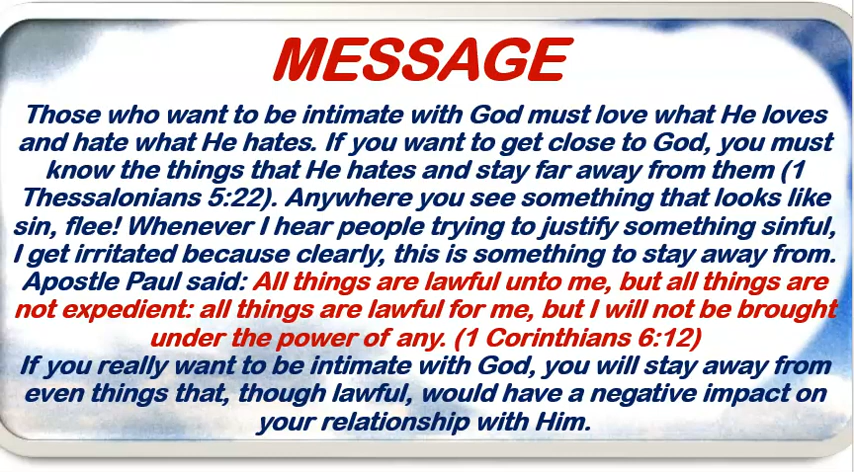 MESSAGE
Those who want to be intimate with God must love what He loves
and hate what He hates. If you want to get close to God, you must
know the things that He hates and stay far away from them (1
Thessalonians 5:22). Anywhere you see something that looks like
sin, flee! Whenever I hear people trying to justify something sinful,
I get irritated because clearly, this is something to stay away from.
Apostle Paul said: All things are lawful unto me, but all things are
not expedient: all things are lawful for me, but I will not be brought
under the power of any. (1 Corinthians 6:12)
If you really want to be intimate with God, you will stay away from
even things that, though lawful, would have a negative impact on
your relationship with Him.